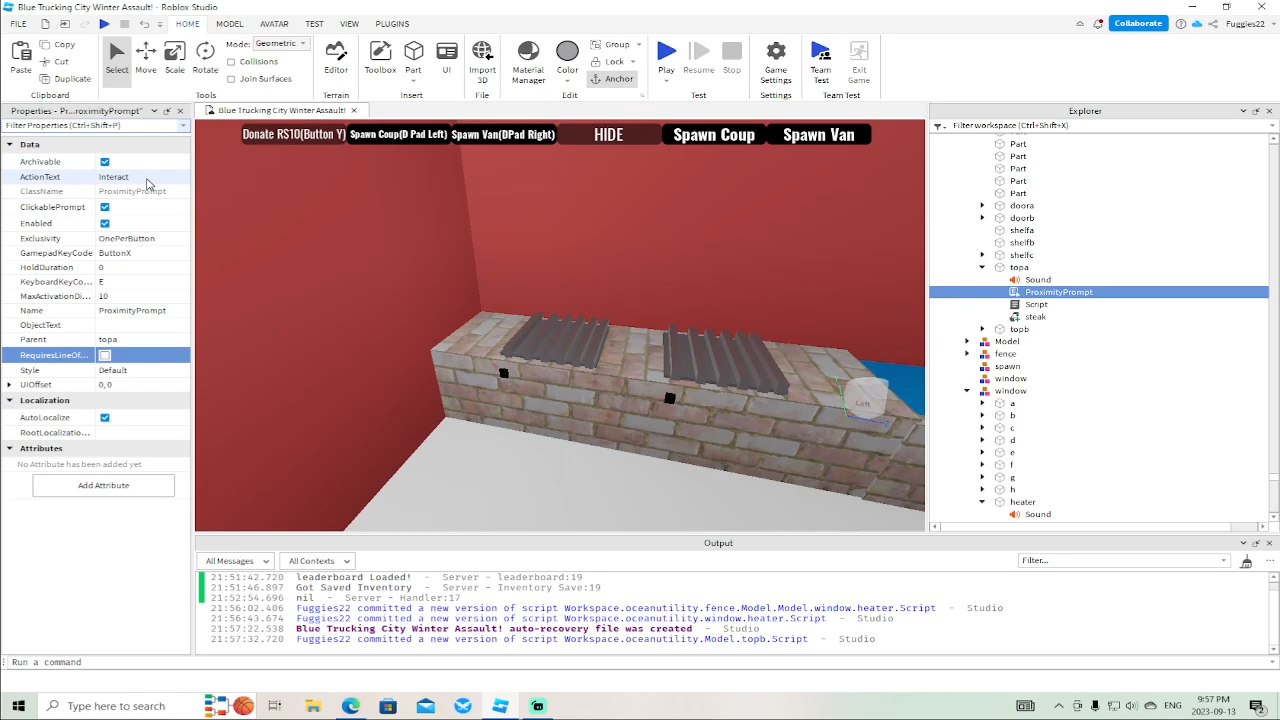 Blue Trucking City Winter Assault! - Roblox Studio
FILE HOME MODEL AVATAR TEST VIEW PLUGINS Collaborate Fuggies22
Paste Copy Cut Duplicate Select Move Scale Rotate Mode: Geometric Collisions Join Surfaces Editor Toolbox Part UI Import 3D Material Manager Color Group Lock Anchor Play Resume Stop Game Settings Team Test Exit Game
Clipboard Tools Terrain Insert File Edit Test Settings Team Test
Properties - Pr...roximityPrompt" Blue Trucking City Winter Assault! Explorer
Filter Properties (Ctrl+Shift+P)
Filter workspace (Ctrl+Shift+X)
Data
Archivable
ActionText Interact
ClassName ProximityPrompt
ClickablePrompt
Enabled
Exclusivity OnePerButton
GamepadKeyCode ButtonX
HoldDuration 0
KeyboardKeyCo... E
MaxActivationDi... 10
Name ProximityPrompt
ObjectText
Parent topa
RequiresLineOf...
Style Default
UIOffset 0, 0
Localization
AutoLocalize
RootLocalizatio...
Attributes
No Attribute has been added yet
Add Attribute
Donate RS10(Button Y) Spawn Coup(D Pad Left) Spawn Van(DPad Right) HIDE Spawn Coup Spawn Van
Left
Part
Part
Part
Part
Part
doora
doorb
shelfa
shelfb
shelfc
topa
Sound
ProximityPrompt
Script
steak
topb
Model
fence
spawn
window
window
a
b
c
d
e
f
g
h
heater
Sound
Output
All Messages All Contexts Filter...
21:51:42.720 leaderboard Loaded! - Server - leaderboard:19
21:51:46.897 Got Saved Inventory - Server - Inventory Save:19
21:52:54.696 nil - Server - Handler:17
21:56:02.406 Fuggies22 committed a new version of script Workspace.oceanutility.fence.Model.Model.window.heater.Script - Studio
21:56:43.674 Fuggies22 committed a new version of script Workspace.oceanutility.window.heater.Script - Studio
21:57:22.538 Blue Trucking City Winter Assault! auto-recovery file was created - Studio
21:57:32.720 Fuggies22 committed a new version of script Workspace.oceanutility.Model.topb.Script - Studio
Run a command
Type here to search
ENG 9:57 PM
2023-09-13
2